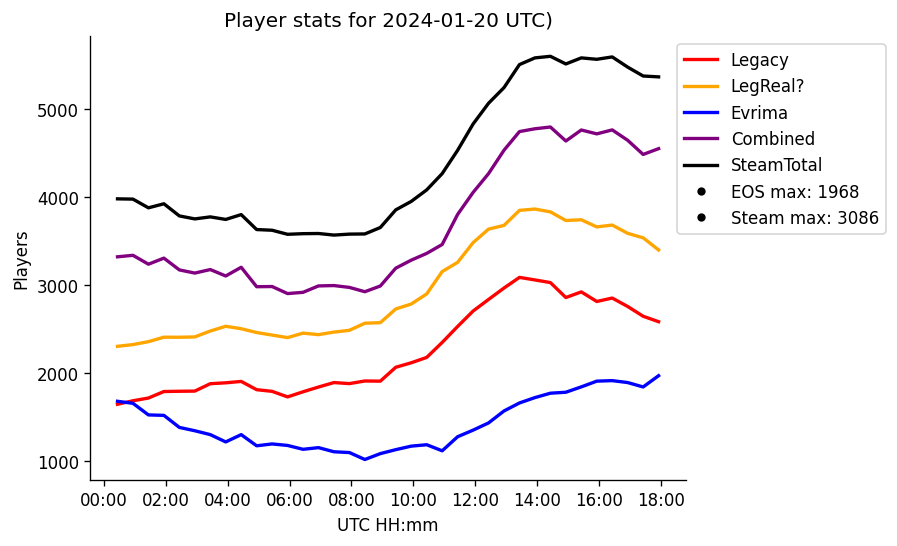 Player stats for 2024-01-20 UTC)
Legacy
LegReal?
Evrima
Combined
SteamTotal
EOS max: 1968
Steam max: 3086
Players
5000
4000
3000
2000
1000
00:00 02:00 04:00 06:00 08:00 10:00 12:00 14:00 16:00 18:00
UTC HH:mm